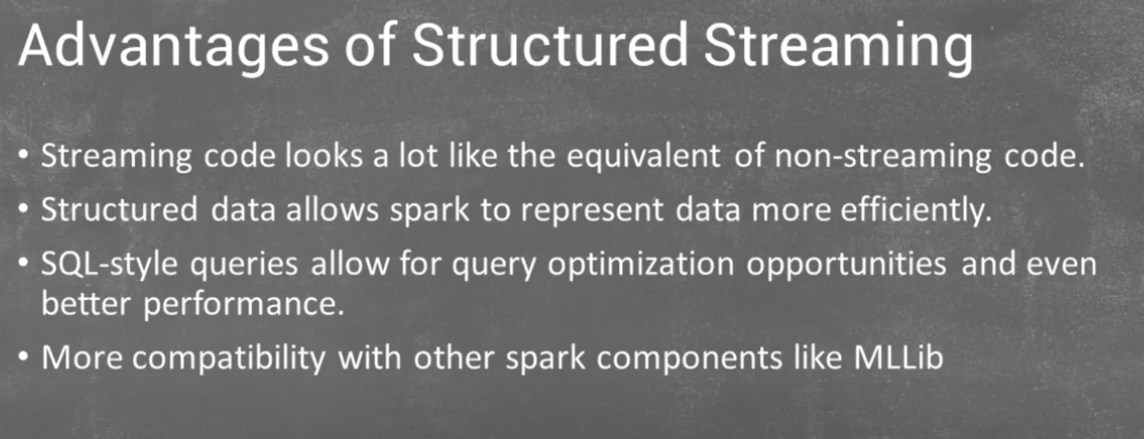 Advantages of Structured Streaming
• Streaming code looks a lot like the equivalent of non-streaming code.
• Structured data allows spark to represent data more efficiently.
• SQL-style queries allow for query optimization opportunities and even
better performance.
• More compatibility with other spark components like MLLib